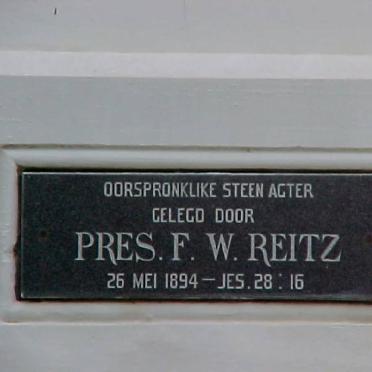 OORSPRONKLIKE STEEN AGTER
GELEGD DOOR
PRES. F. W. REITZ
26 MEI 1894 — JES. 28:16